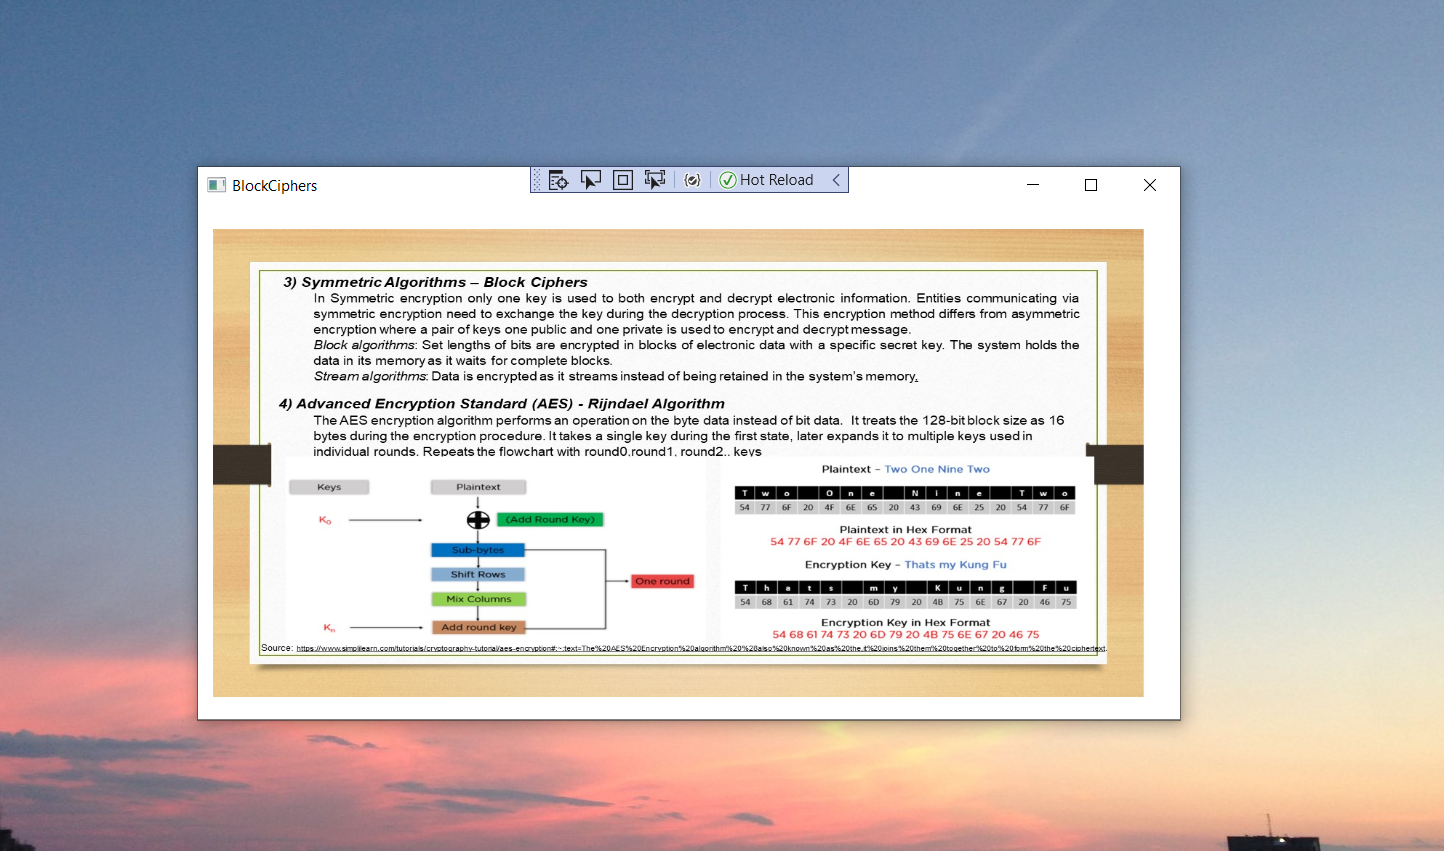 BlockCiphers
Hot Reload
3) Symmetric Algorithms – Block Ciphers
In Symmetric encryption only one key is used to both encrypt and decrypt electronic information. Entities communicating via
symmetric encryption need to exchange the key during the decryption process. This encryption method differs from asymmetric
encryption where a pair of keys one public and one private is used to encrypt and decrypt message.
Block algorithms: Set lengths of bits are encrypted in blocks of electronic data with a specific secret key. The system holds the
data in its memory as it waits for complete blocks.
Stream algorithms: Data is encrypted as it streams instead of being retained in the system's memory.
4) Advanced Encryption Standard (AES) - Rijndael Algorithm
The AES encryption algorithm performs an operation on the byte data instead of bit data. It treats the 128-bit block size as 16
bytes during the encryption procedure. It takes a single key during the first state, later expands it to multiple keys used in
individual rounds. Repeats the flowchart with round0,round1, round2,. keys
Keys
Plaintext
K0
(Add Round Key)
Sub-bytes
Shift Rows
One round
Mix Columns
Kn
Add round key
Plaintext – Two One Nine Two
T w o O n e N i n e T w o
54 77 6F 20 4F 6E 65 20 43 69 6E 25 20 54 77 6F
Plaintext in Hex Format
54 77 6F 20 4F 6E 65 20 43 69 6E 25 20 54 77 6F
Encryption Key – Thats my Kung Fu
T h a t s m y K u n g F u
54 68 61 74 73 20 6D 79 20 4B 75 6E 67 20 46 75
Encryption Key in Hex Format
54 68 61 74 73 20 6D 79 20 4B 75 6E 67 20 46 75
Source: https://www.simplilearn.com/tutorials/cryptography-tutorial/aes-encryption#:~:text=The%20AES%20Encryption%20algorithm%20%28also%20known%20as%20the,it%20joins%20them%20together%20to%20form%20the%20ciphertext.